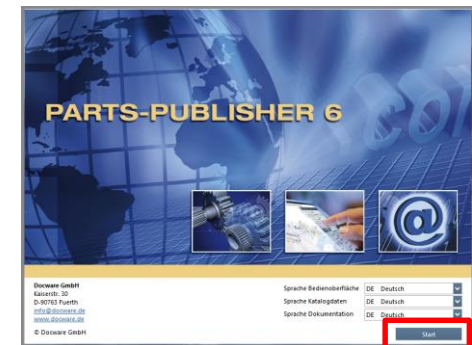 PARTS-PUBLISHER 6
@
Docware GmbH
Kaiserstr. 30
D-90763 Fuerth
info@docware.de
www.docware.de
© Docware GmbH
Sprache Bedienoberfläche DE Deutsch
Sprache Katalogdaten DE Deutsch
Sprache Dokumentation DE Deutsch
Start